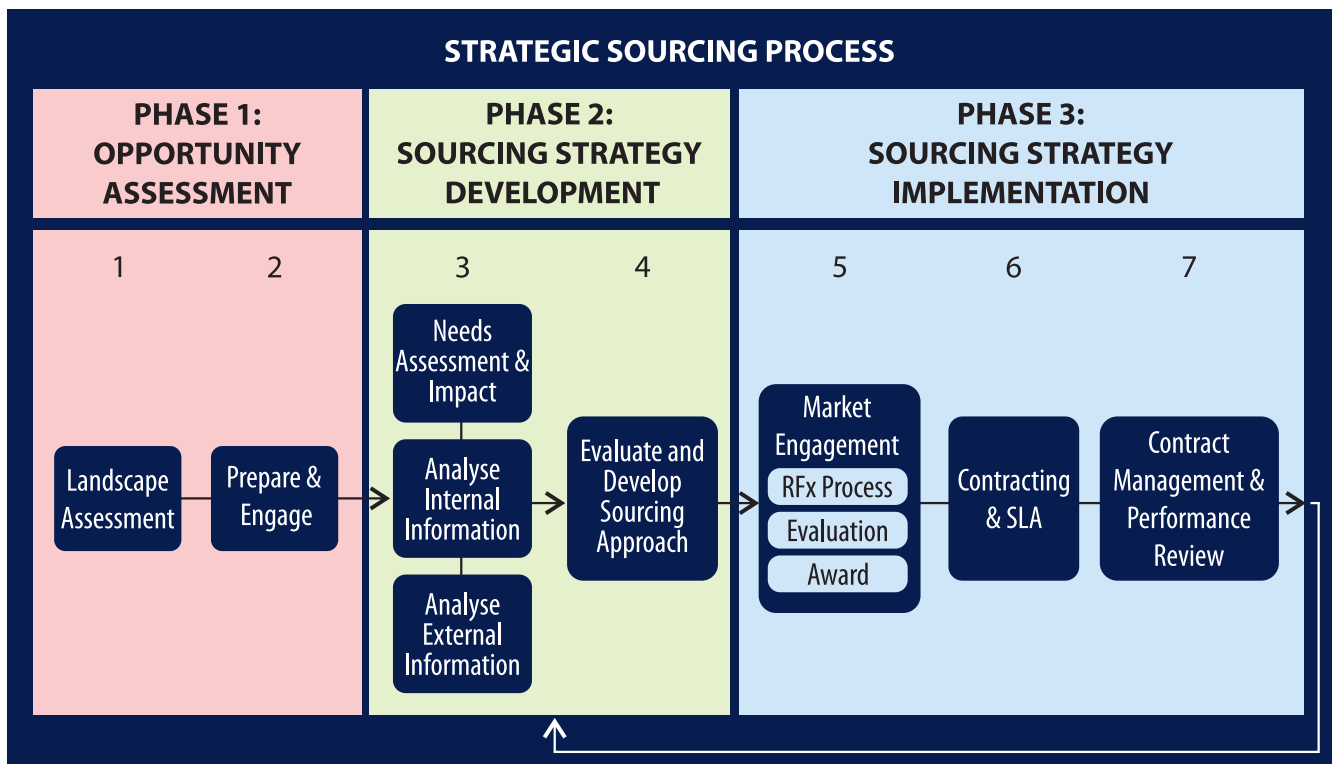 STRATEGIC SOURCING PROCESS
PHASE 1:
OPPORTUNITY
ASSESSMENT
PHASE 2:
SOURCING STRATEGY
DEVELOPMENT
PHASE 3:
SOURCING STRATEGY
IMPLEMENTATION
1
2
3
4
5
6
7
Landscape
Assessment
Prepare &
Engage
Needs
Assessment &
Impact
Analyse
Internal
Information
Analyse
External
Information
Evaluate and
Develop
Sourcing
Approach
Market
Engagement
RFx Process
Evaluation
Award
Contracting
& SLA
Contract
Management &
Performance
Review